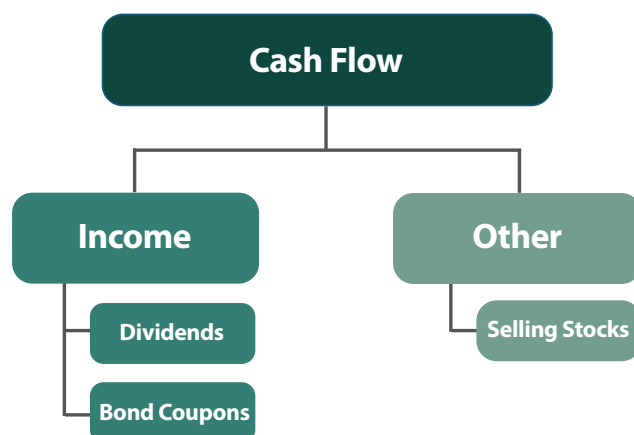 Cash Flow
Income
Other
Dividends
Selling Stocks
Bond Coupons